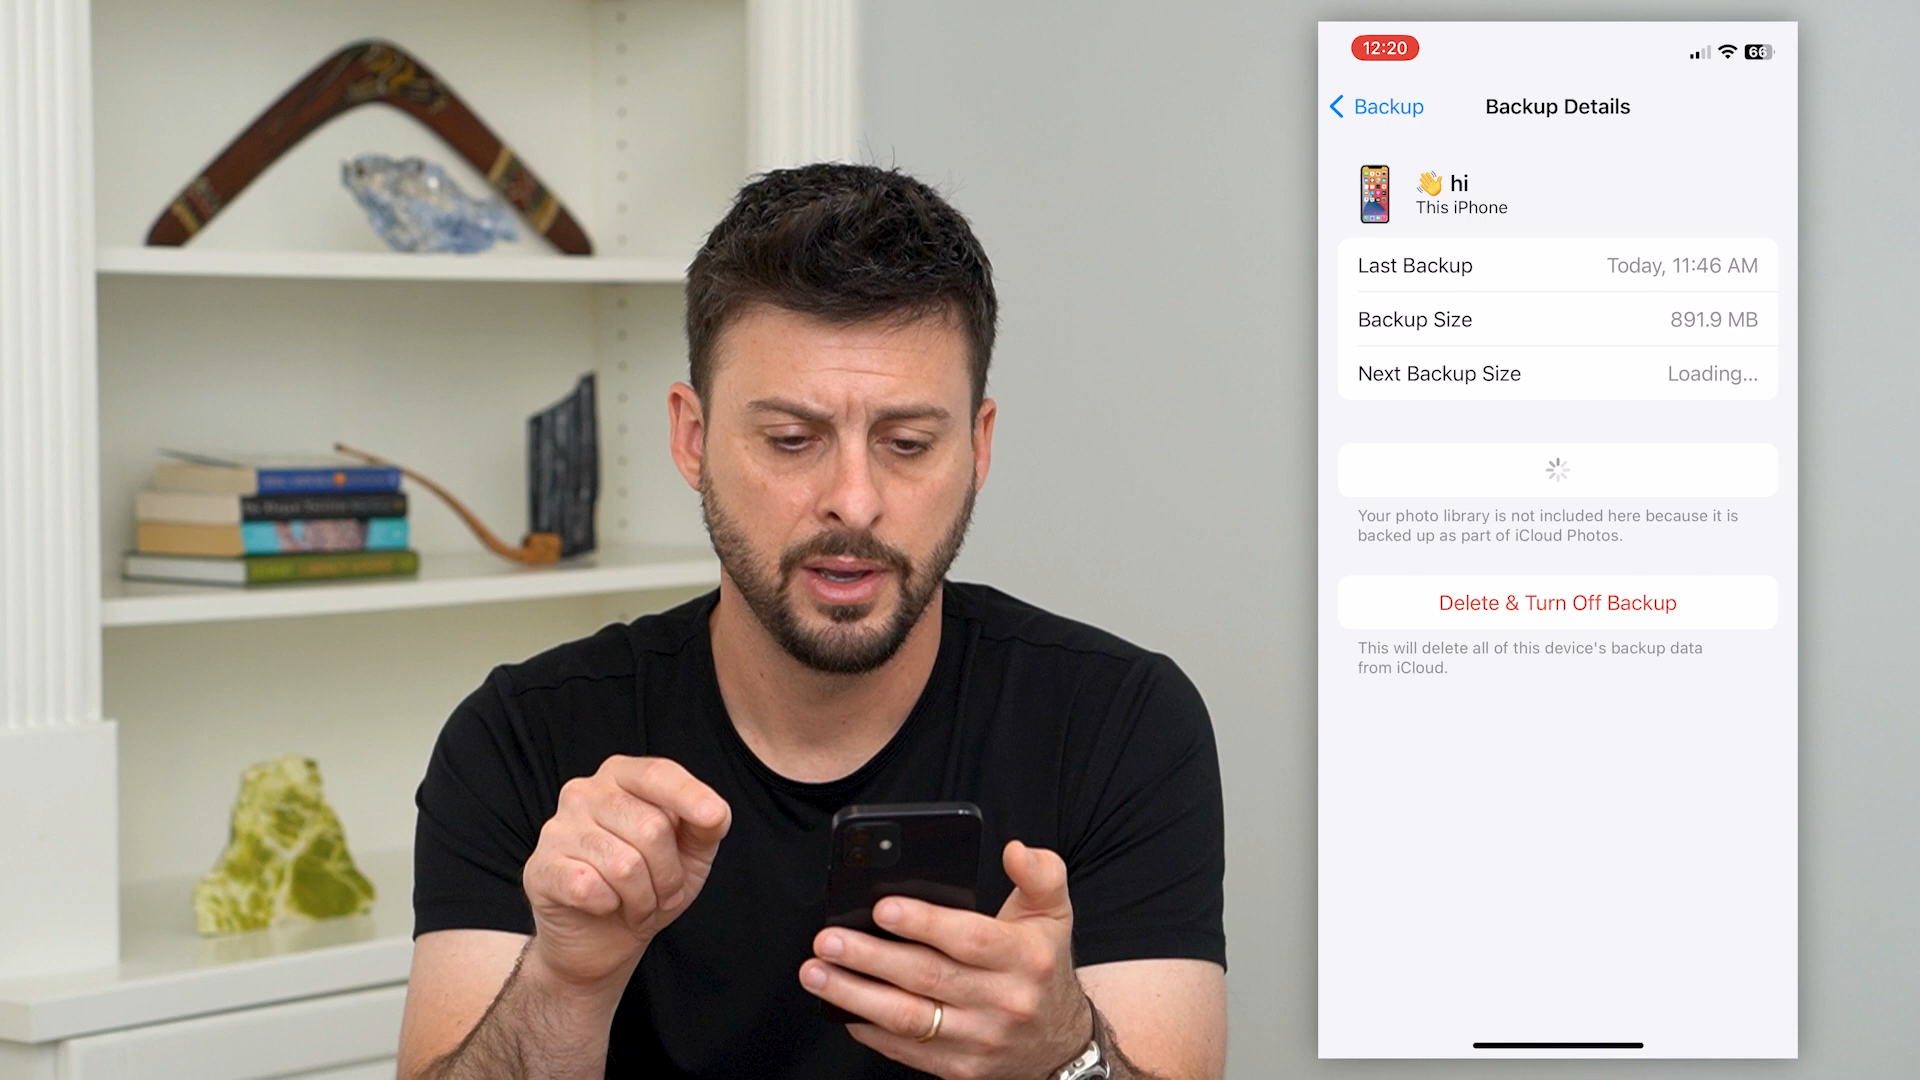 12:20
66
Backup
Backup Details
👋 hi
This iPhone
Last Backup
Today, 11:46 AM
Backup Size
891.9 MB
Next Backup Size
Loading...
Your photo library is not included here because it is
backed up as part of iCloud Photos.
Delete & Turn Off Backup
This will delete all of this device's backup data
from iCloud.